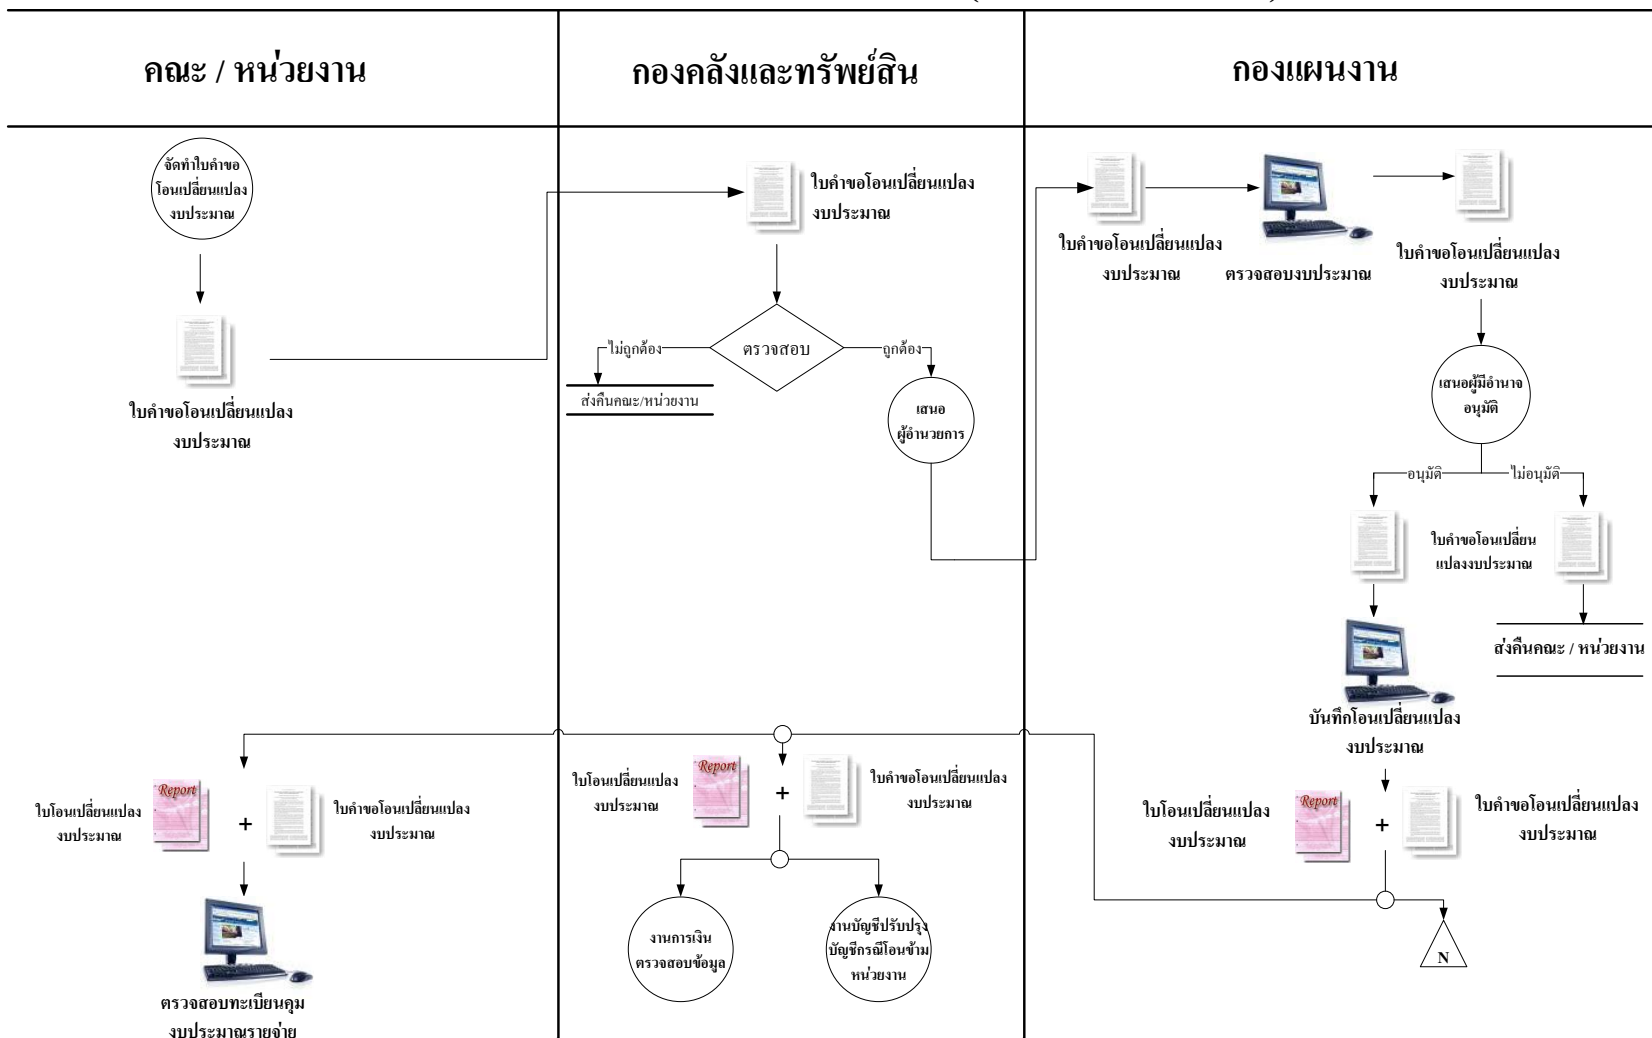 คณะ / หน่วยงาน
กองคลังและทรัพย์สิน
กองแผนงาน
จัดทำใบคำขอ
โอนเปลี่ยนแปลง
งบประมาณ
ใบคำขอโอนเปลี่ยนแปลง
งบประมาณ
ใบคำขอโอนเปลี่ยนแปลง
งบประมาณ
ตรวจสอบ
ไม่ถูกต้อง
ถูกต้อง
ส่งคืนคณะ/หน่วยงาน
เสนอ
ผู้อำนวยการ
ใบคำขอโอนเปลี่ยนแปลง
งบประมาณ
ตรวจสอบงบประมาณ
ใบคำขอโอนเปลี่ยนแปลง
งบประมาณ
เสนอผู้มีอำนาจ
อนุมัติ
อนุมัติ
ไม่อนุมัติ
ใบคำขอโอนเปลี่ยน
แปลงงบประมาณ
ส่งคืนคณะ / หน่วยงาน
บันทึกโอนเปลี่ยนแปลง
งบประมาณ
ใบโอนเปลี่ยนแปลง
งบประมาณ
Report
+
ใบคำขอโอนเปลี่ยนแปลง
งบประมาณ
N
ใบโอนเปลี่ยนแปลง
งบประมาณ
Report
+
ใบคำขอโอนเปลี่ยนแปลง
งบประมาณ
งานการเงิน
ตรวจสอบข้อมูล
งานบัญชีปรับปรุง
บัญชีกรณีโอนข้าม
หน่วยงาน
ใบโอนเปลี่ยนแปลง
งบประมาณ
Report
+
ใบคำขอโอนเปลี่ยนแปลง
งบประมาณ
ตรวจสอบทะเบียนคุม
งบประมาณรายจ่าย